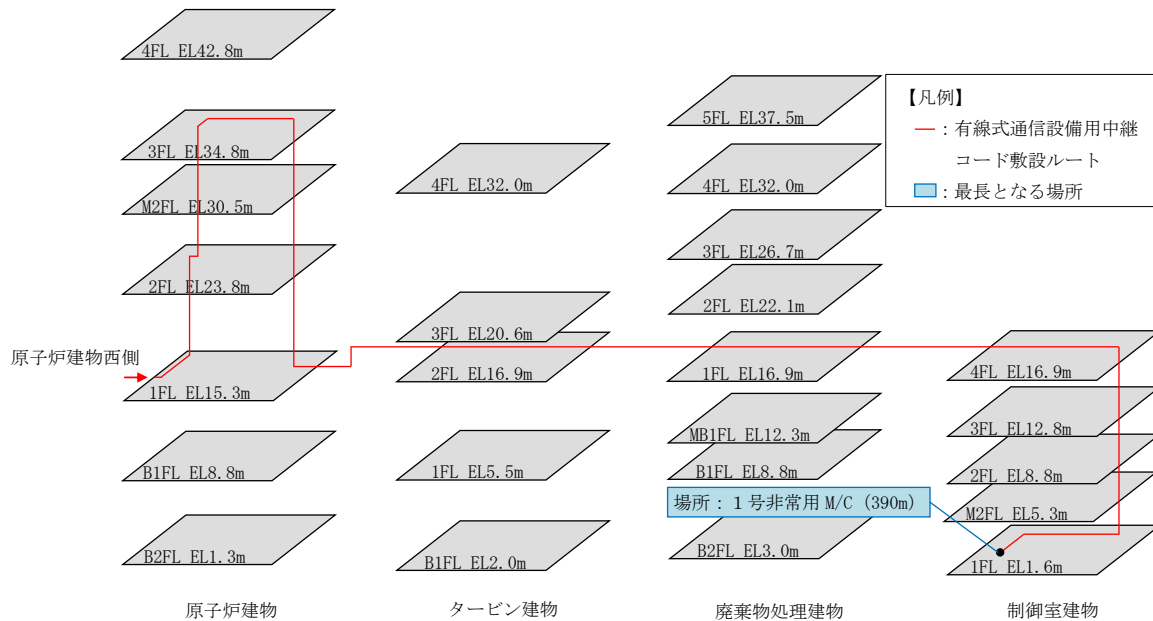 4FL EL42.8m
3FL EL34.8m
M2FL EL30.5m
2FL EL23.8m
原子炉建物西側
1FL EL15.3m
B1FL EL8.8m
B2FL EL1.3m
原子炉建物
4FL EL32.0m
3FL EL20.6m
2FL EL16.9m
1FL EL5.5m
B1FL EL2.0m
タービン建物
5FL EL37.5m
4FL EL32.0m
3FL EL26.7m
2FL EL22.1m
1FL EL16.9m
MB1FL EL12.3m
B1FL EL8.8m
場所：１号非常用 M/C (390m)
B2FL EL3.0m
廃棄物処理建物
【凡例】
：有線式通信設備用中継
コード敷設ルート
：最長となる場所
4FL EL16.9m
3FL EL12.8m
2FL EL8.8m
M2FL EL5.3m
1FL EL1.6m
制御室建物